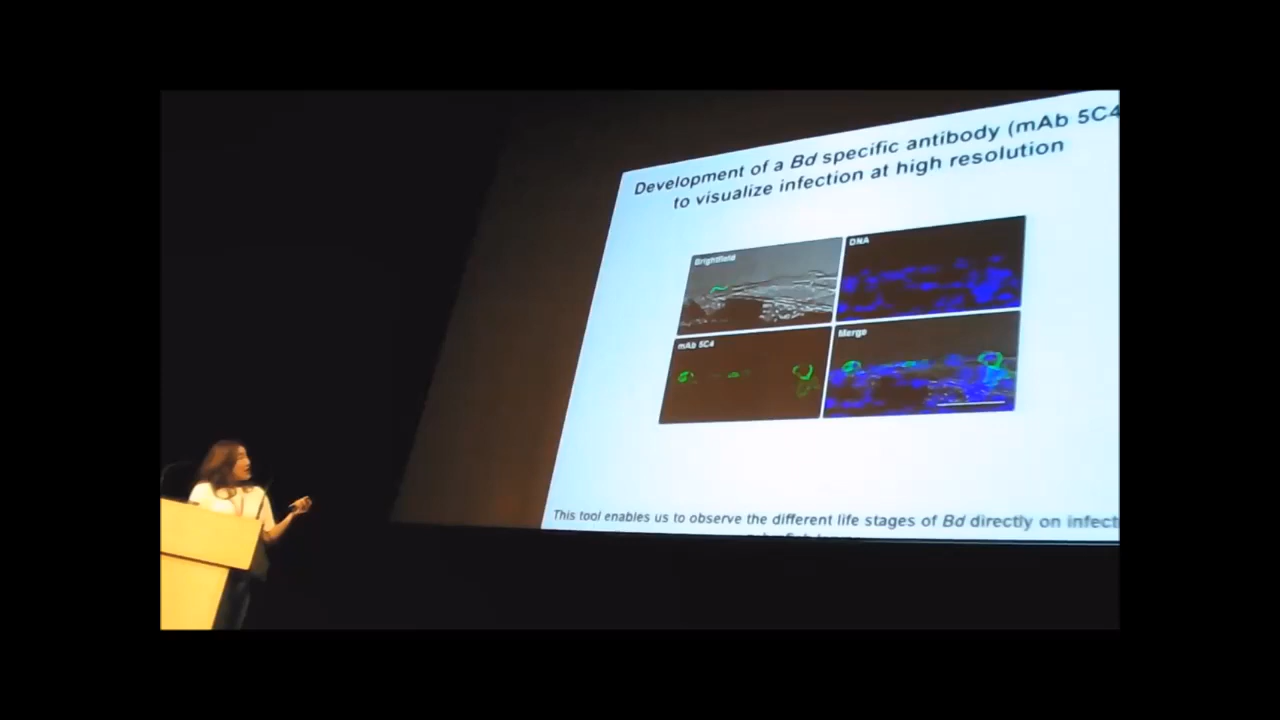 Development of a Bd specific antibody (mAb 5C4
to visualize infection at high resolution
Brightfield
DNA
mAb 5C4
Merge
This tool enables us to observe the different life stages of Bd directly on infect